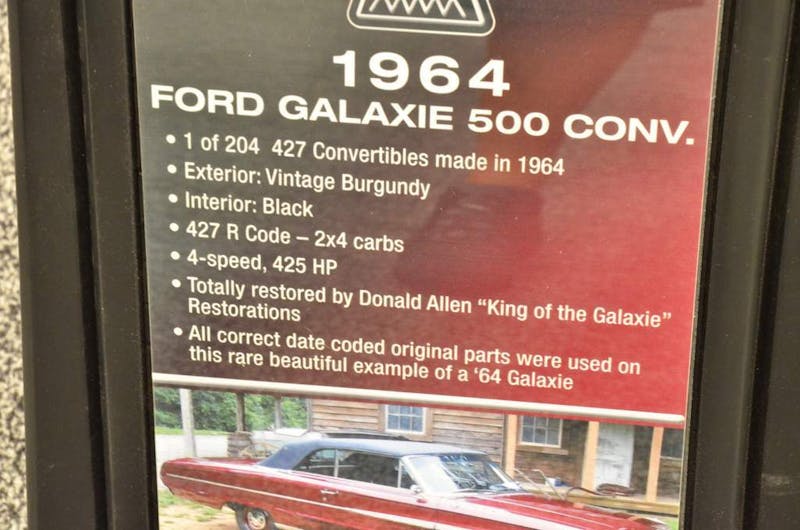 1964
FORD GALAXIE 500 CONV.
• 1 of 204 427 Convertibles made in 1964
• Exterior: Vintage Burgundy
• Interior: Black
• 427 R Code – 2x4 carbs
• 4-speed, 425 HP
• Totally restored by Donald Allen “King of the Galaxie”
Restorations
• All correct date coded original parts were used on
this rare beautiful example of a ‘64 Galaxie